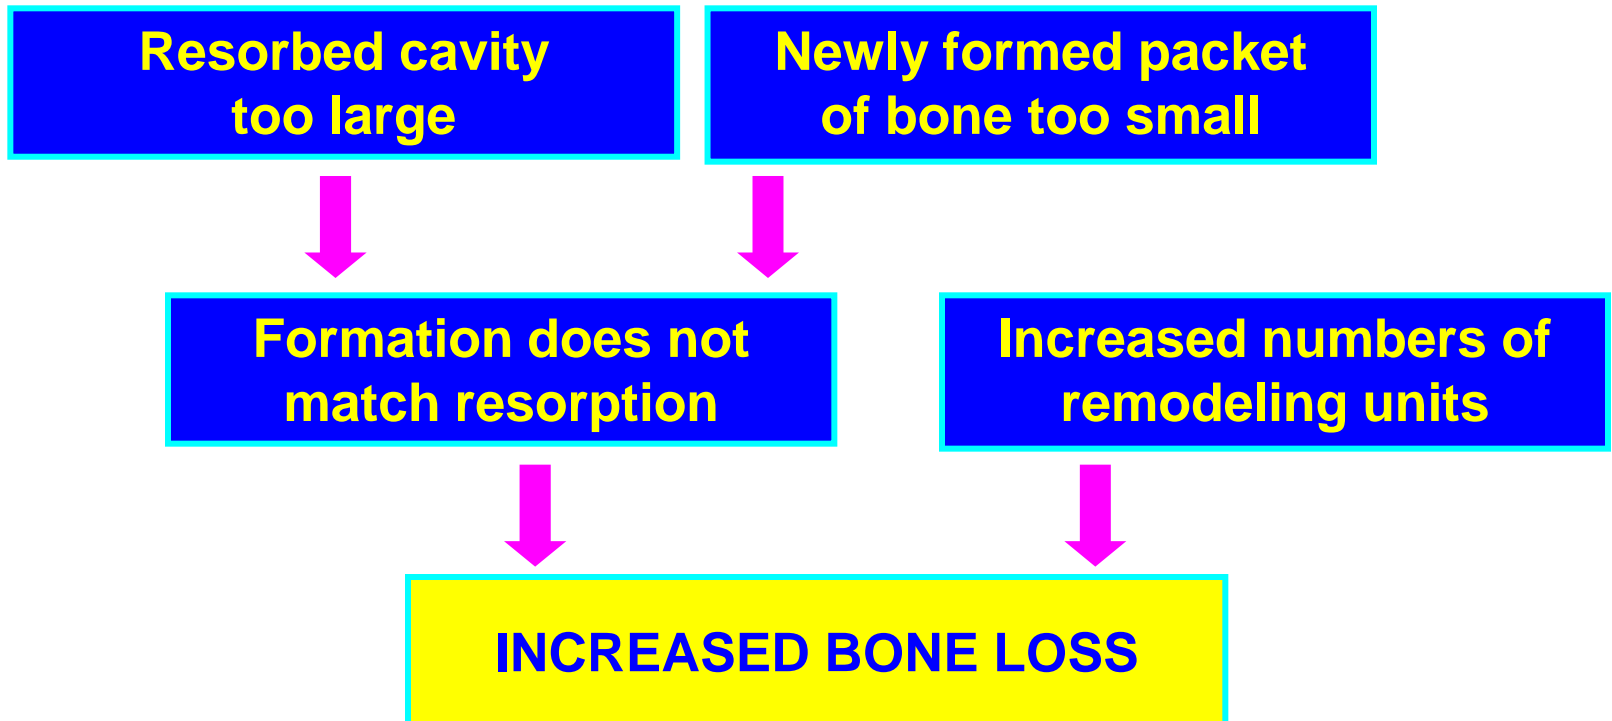 Resorbed cavity
too large
Newly formed packet
of bone too small
Formation does not
match resorption
Increased numbers of
remodeling units
INCREASED BONE LOSS